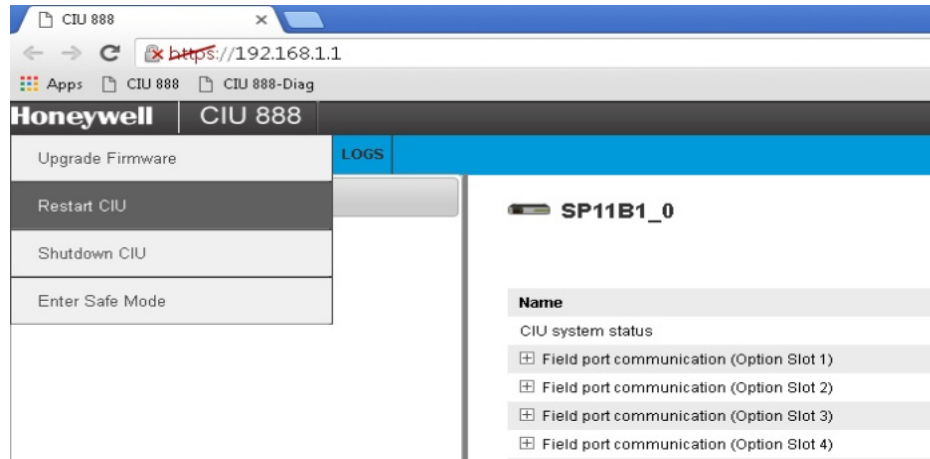 CIU 888
https://192.168.1.1
Apps CIU 888 CIU 888-Diag
Honeywell CIU 888
Upgrade Firmware
LOGS
Restart CIU
Shutdown CIU
Enter Safe Mode
SP11B1_0
Name
CIU system status
Field port communication (Option Slot 1)
Field port communication (Option Slot 2)
Field port communication (Option Slot 3)
Field port communication (Option Slot 4)